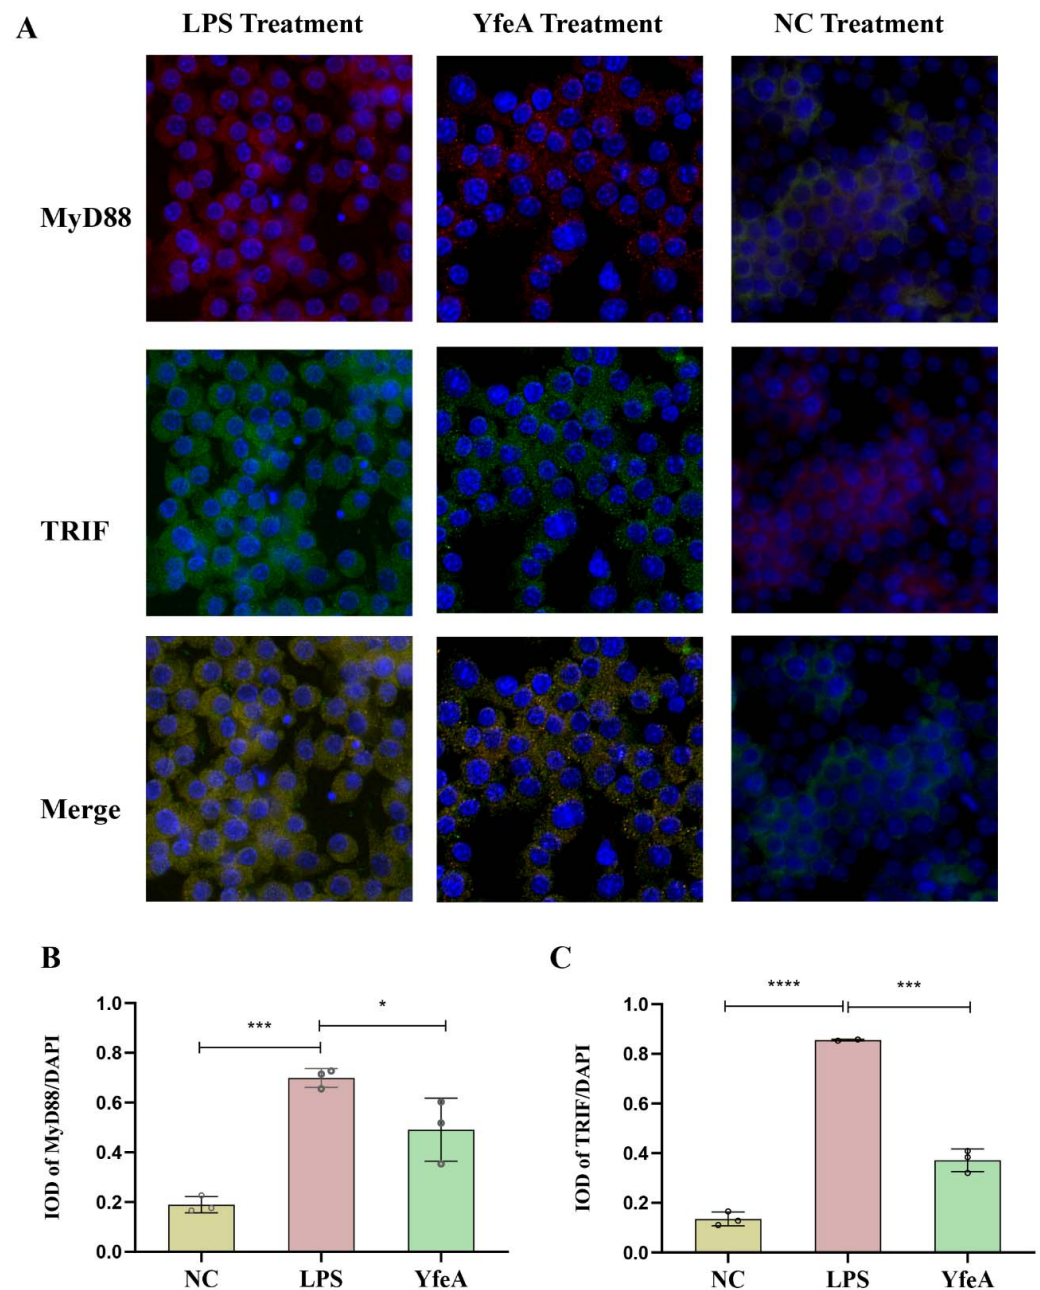 A
LPS Treatment YfeA Treatment NC Treatment
MyD88
TRIF
Merge
B
IOD of MyD88/DAPI
1.0
0.8
0.6
0.4
0.2
0.0
***
*
NC LPS YfeA
C
IOD of TRIF/DAPI
1.0
0.8
0.6
0.4
0.2
0.0
****
***
NC LPS YfeA